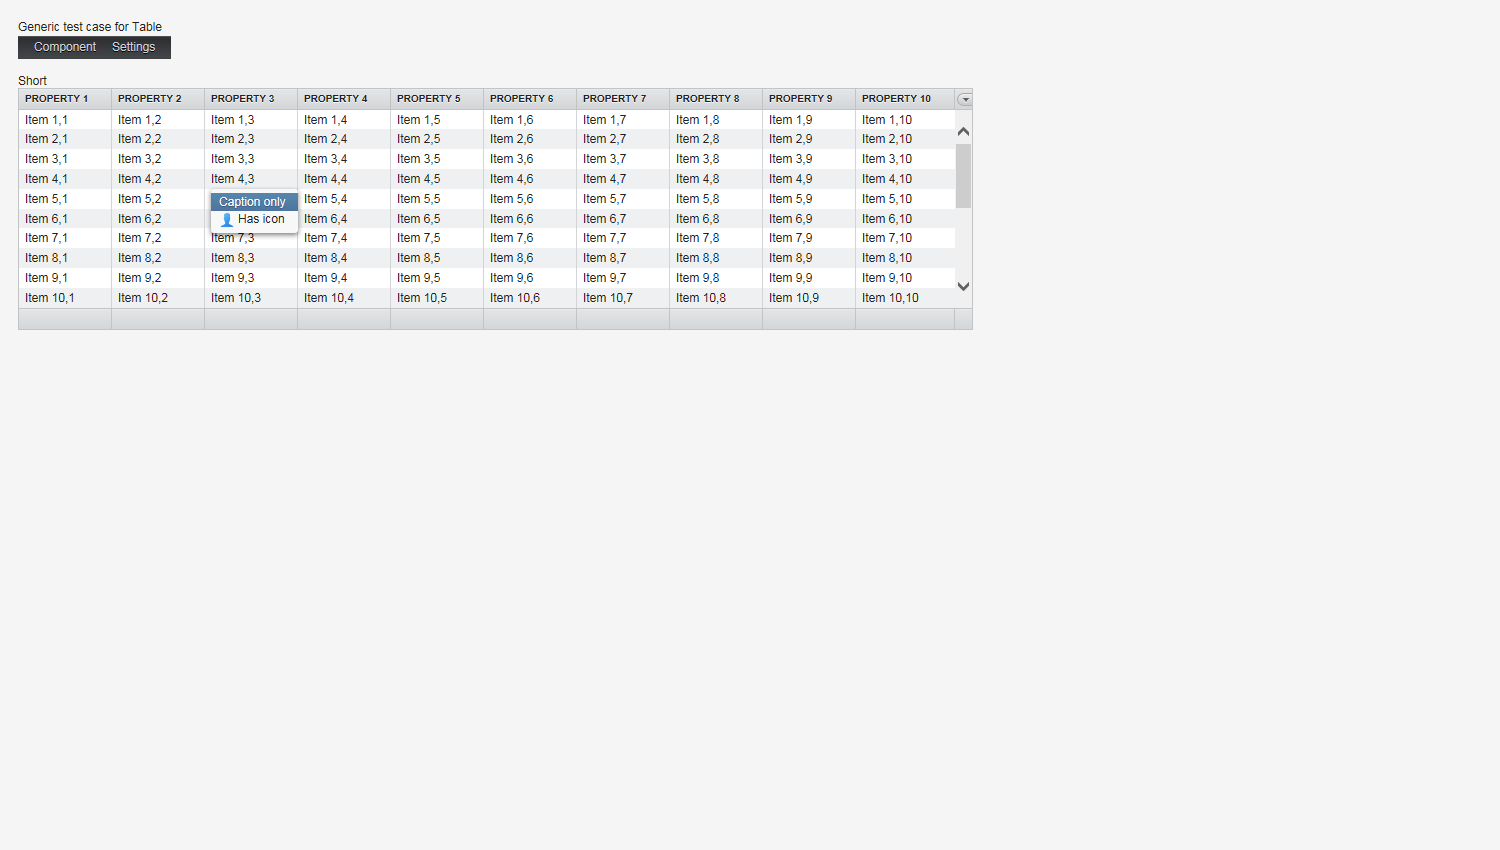 Generic test case for Table
Component Settings
Short
PROPERTY 1 PROPERTY 2 PROPERTY 3 PROPERTY 4 PROPERTY 5 PROPERTY 6 PROPERTY 7 PROPERTY 8 PROPERTY 9 PROPERTY 10
Item 1,1 Item 1,2 Item 1,3 Item 1,4 Item 1,5 Item 1,6 Item 1,7 Item 1,8 Item 1,9 Item 1,10
Item 2,1 Item 2,2 Item 2,3 Item 2,4 Item 2,5 Item 2,6 Item 2,7 Item 2,8 Item 2,9 Item 2,10
Item 3,1 Item 3,2 Item 3,3 Item 3,4 Item 3,5 Item 3,6 Item 3,7 Item 3,8 Item 3,9 Item 3,10
Item 4,1 Item 4,2 Item 4,3 Item 4,4 Item 4,5 Item 4,6 Item 4,7 Item 4,8 Item 4,9 Item 4,10
Item 5,1 Item 5,2 Caption only Item 5,4 Item 5,5 Item 5,6 Item 5,7 Item 5,8 Item 5,9 Item 5,10
Item 6,1 Item 6,2 Has icon Item 6,4 Item 6,5 Item 6,6 Item 6,7 Item 6,8 Item 6,9 Item 6,10
Item 7,1 Item 7,2 Item 7,3 Item 7,4 Item 7,5 Item 7,6 Item 7,7 Item 7,8 Item 7,9 Item 7,10
Item 8,1 Item 8,2 Item 8,3 Item 8,4 Item 8,5 Item 8,6 Item 8,7 Item 8,8 Item 8,9 Item 8,10
Item 9,1 Item 9,2 Item 9,3 Item 9,4 Item 9,5 Item 9,6 Item 9,7 Item 9,8 Item 9,9 Item 9,10
Item 10,1 Item 10,2 Item 10,3 Item 10,4 Item 10,5 Item 10,6 Item 10,7 Item 10,8 Item 10,9 Item 10,10